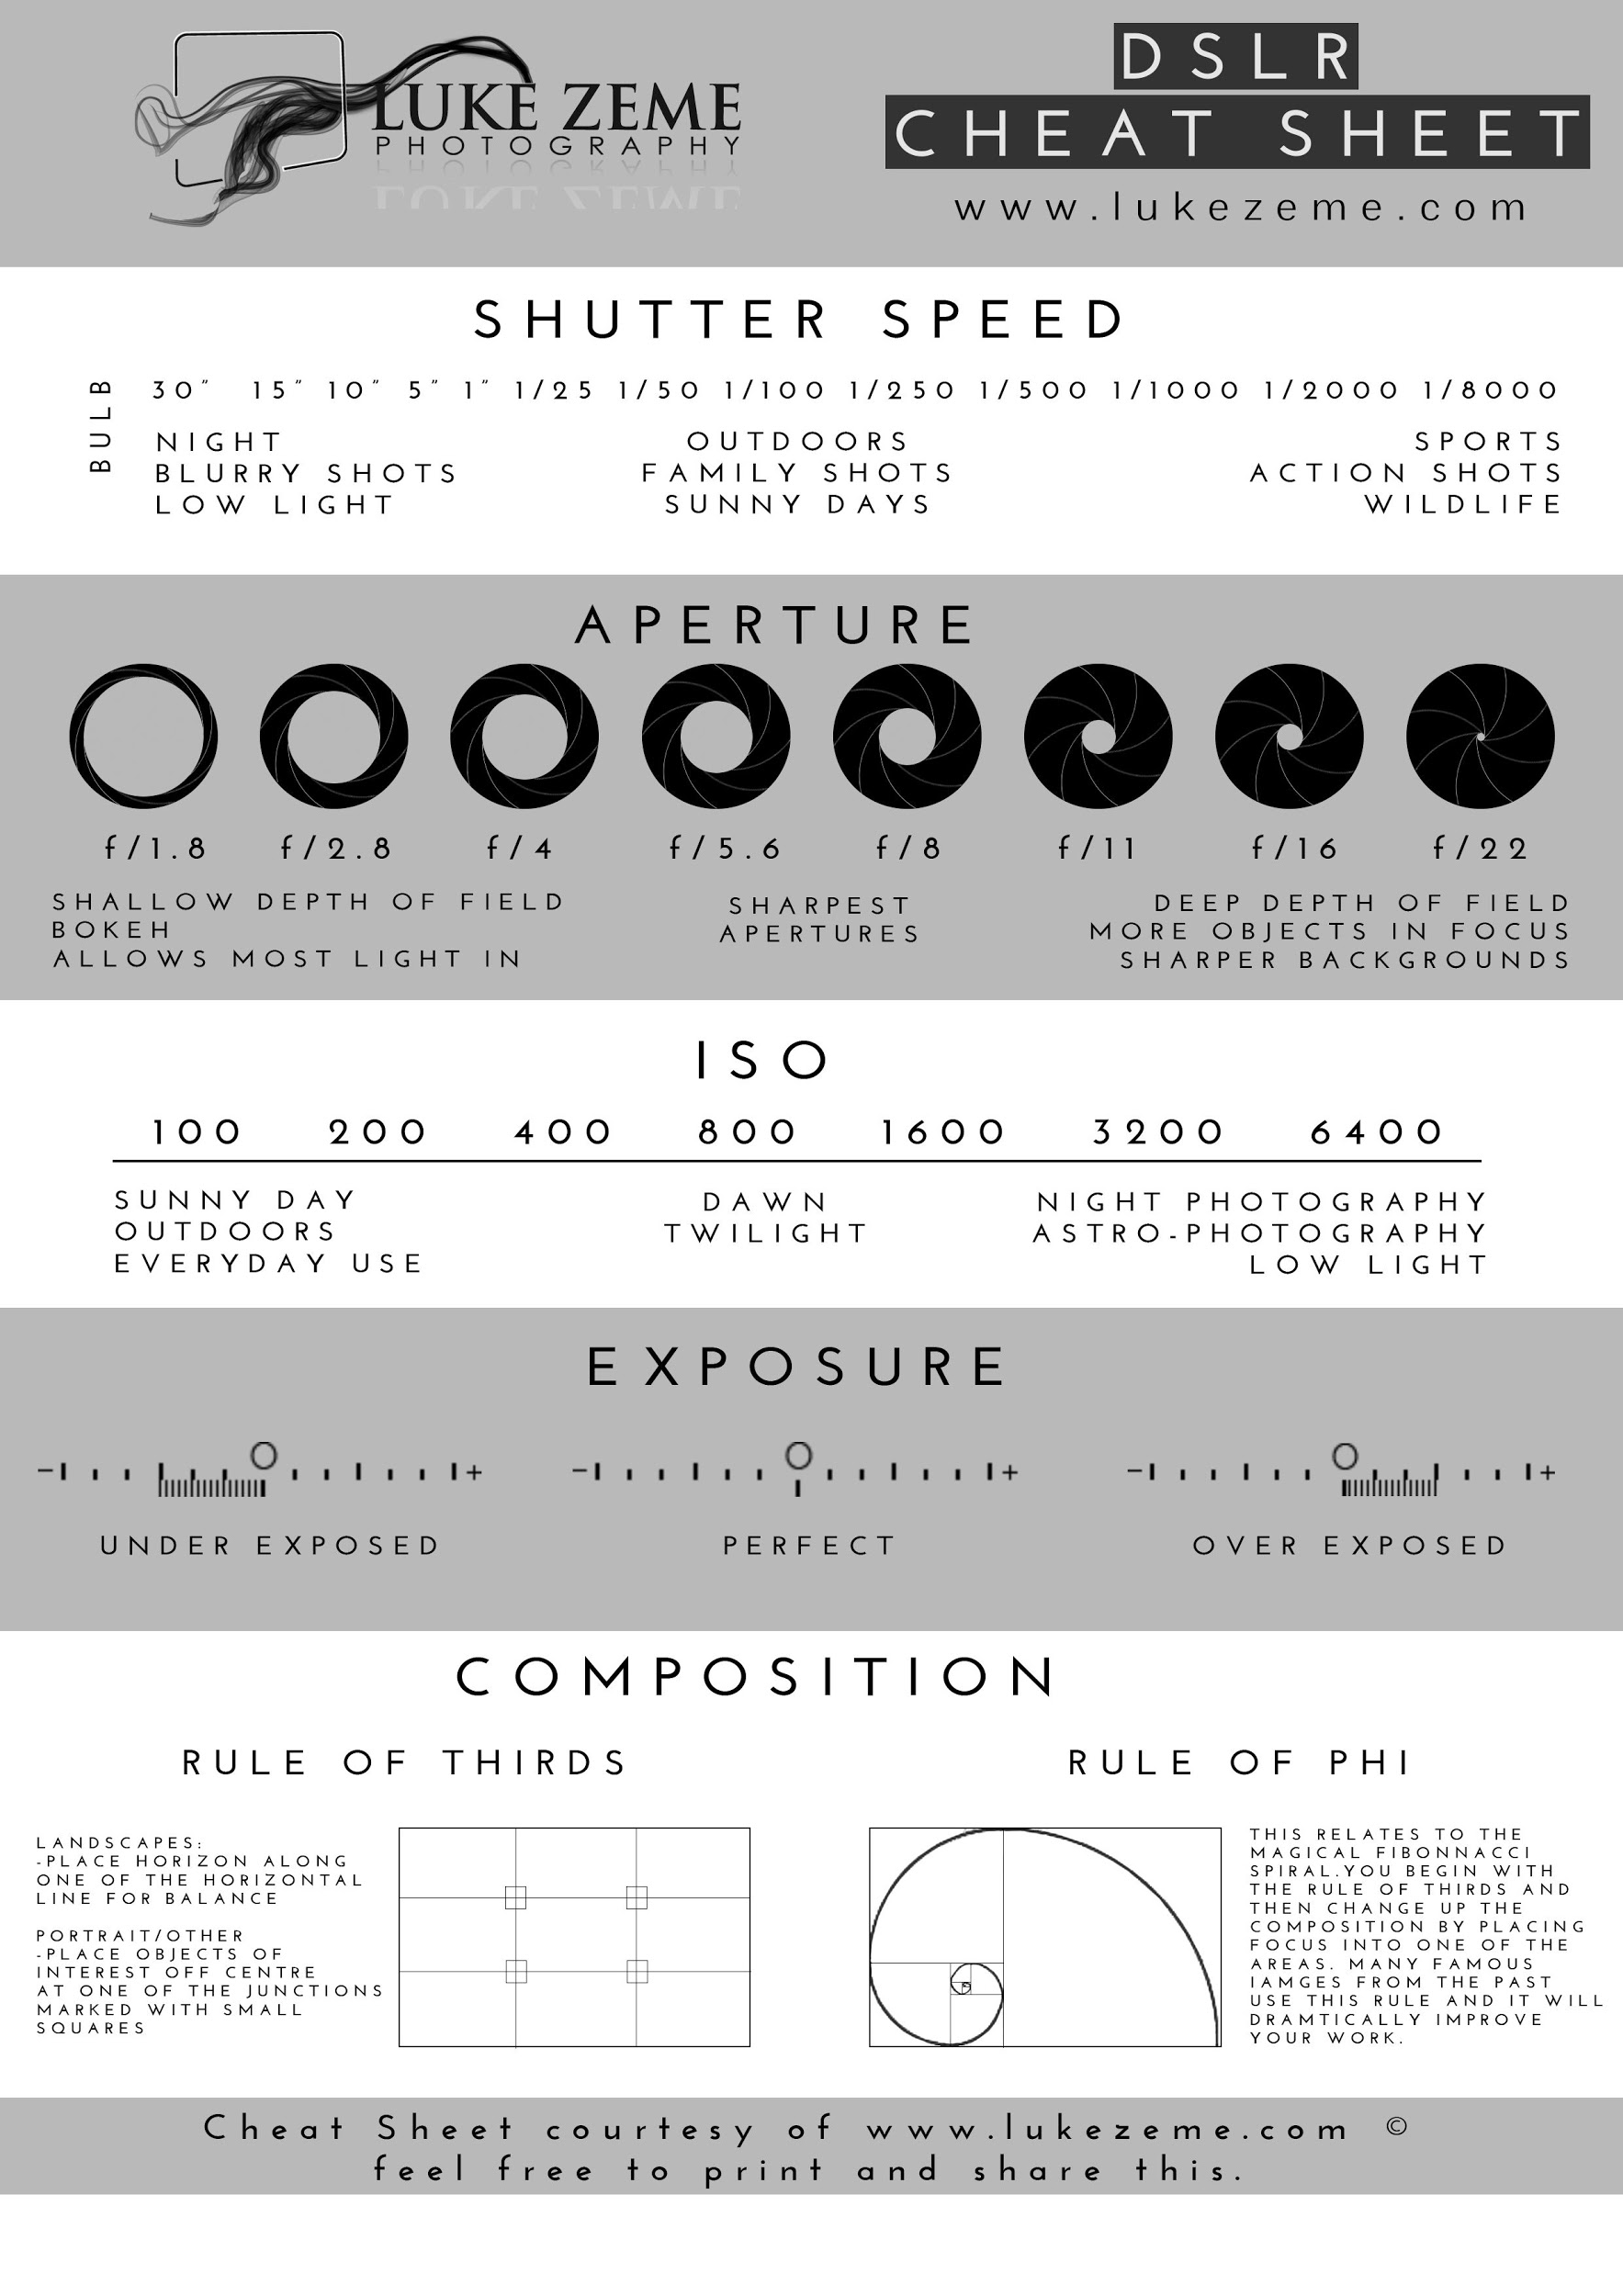 LUKE ZEME
PHOTOGRAPHY
DSLR
CHEAT SHEET
www.lukezeme.com
SHUTTER SPEED
BULB
30" 15" 10" 5" 1" 1/25 1/50 1/100 1/250 1/500 1/1000 1/2000 1/8000
NIGHT
BLURRY SHOTS
LOW LIGHT
OUTDOORS
FAMILY SHOTS
SUNNY DAYS
SPORTS
ACTION SHOTS
WILDLIFE
APERTURE
f/1.8 f/2.8 f/4 f/5.6 f/8 f/11 f/16 f/22
SHALLOW DEPTH OF FIELD
BOKEH
ALLOWS MOST LIGHT IN
SHARPEST
APERTURES
DEEP DEPTH OF FIELD
MORE OBJECTS IN FOCUS
SHARPER BACKGROUNDS
ISO
100 200 400 800 1600 3200 6400
SUNNY DAY
OUTDOORS
EVERYDAY USE
DAWN
TWILIGHT
NIGHT PHOTOGRAPHY
ASTRO-PHOTOGRAPHY
LOW LIGHT
EXPOSURE
- O +
- O +
- O +
UNDER EXPOSED
PERFECT
OVER EXPOSED
COMPOSITION
RULE OF THIRDS
LANDSCAPES:
-PLACE HORIZON ALONG
ONE OF THE HORIZONTAL
LINE FOR BALANCE
PORTRAIT/OTHER
-PLACE OBJECTS OF
INTEREST OFF CENTRE
AT ONE OF THE JUNCTIONS
MARKED WITH SMALL
SQUARES
RULE OF PHI
THIS RELATES TO THE
MAGICAL FIBONNACCI
SPIRAL.YOU BEGIN WITH
THE RULE OF THIRDS AND
THEN CHANGE UP THE
COMPOSITION BY PLACING
FOCUS INTO ONE OF THE
AREAS. MANY FAMOUS
IAMGES FROM THE PAST
USE THIS RULE AND IT WILL
DRAMTICALLY IMPROVE
YOUR WORK.
Cheat Sheet courtesy of www.lukezeme.com ©
feel free to print and share this.